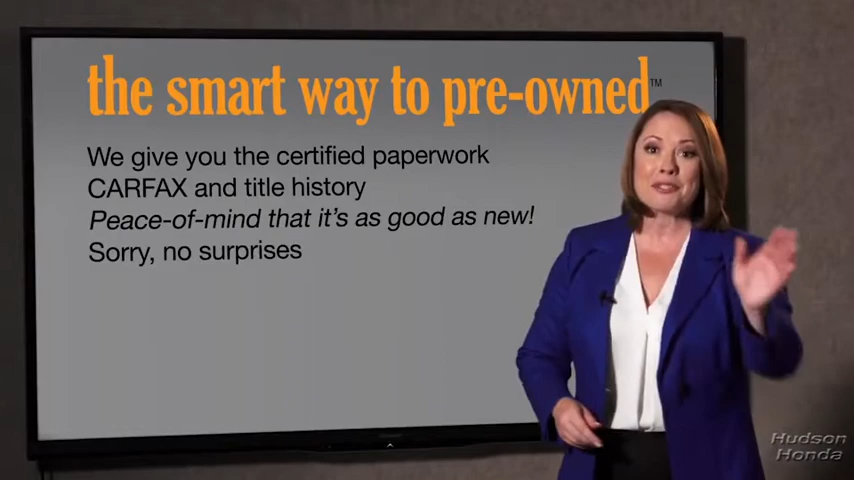 the smart way to pre-owned™
We give you the certified paperwork
CARFAX and title history
Peace-of-mind that it's as good as new!
Sorry, no surprises
Hudson
Honda